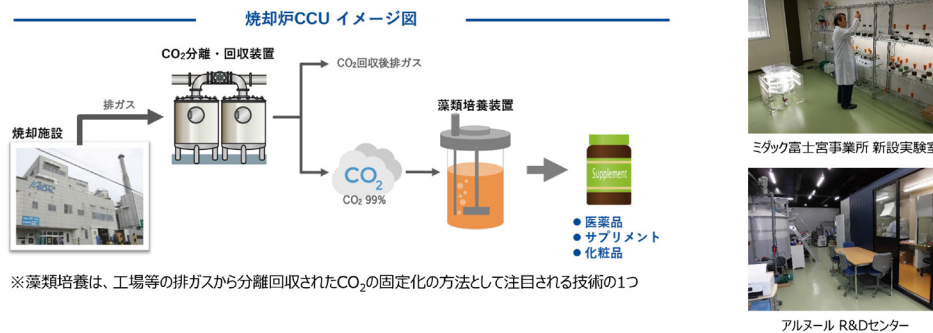 焼却炉CCU イメージ図
CO₂分離・回収装置
CO₂回収後排ガス
排ガス
藻類培養装置
焼却施設
CO₂
CO₂ 99%
Supplement
● 医薬品
● サプリメント
● 化粧品
※藻類培養は、工場等の排ガスから分離回収されたCO₂の固定化の方法として注目される技術の1つ
ミダック富士宮事業所 新設実験室
アルヌール R&Dセンター